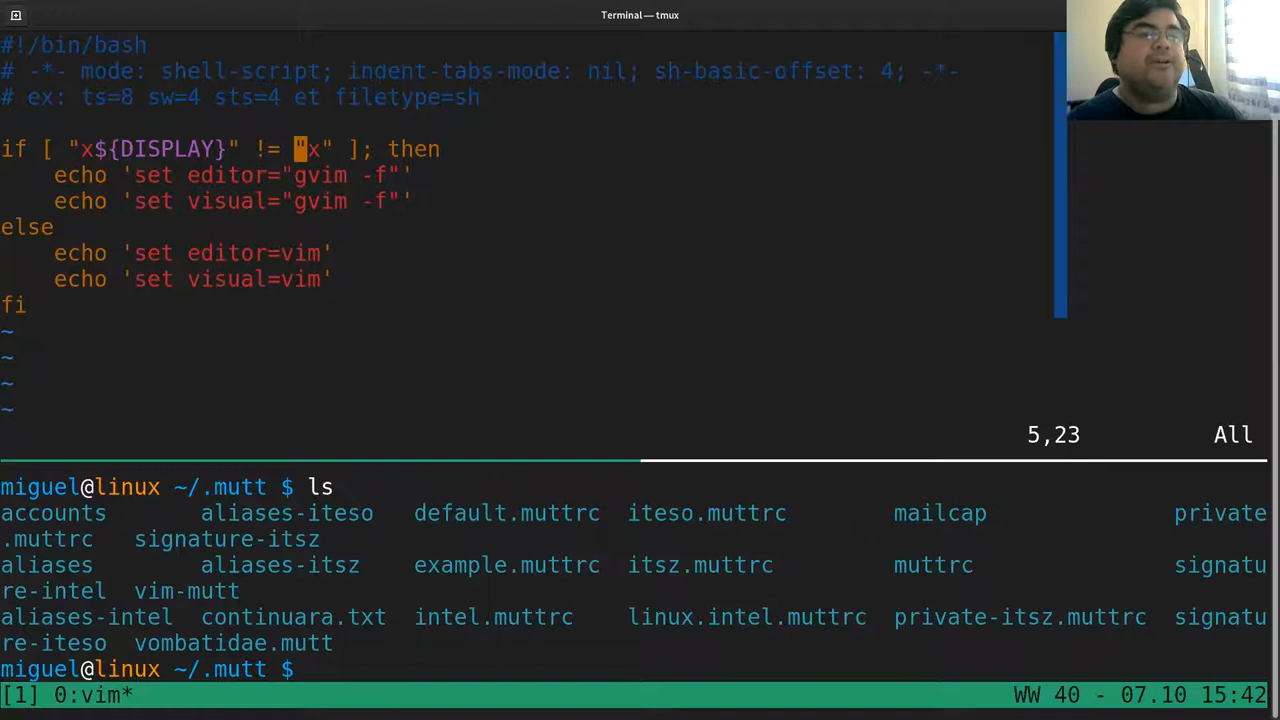 Terminal — tmux
#!/bin/bash
# -*- mode: shell-script; indent-tabs-mode: nil; sh-basic-offset: 4; -*-
# ex: ts=8 sw=4 sts=4 et filetype=sh
if [ "x${DISPLAY}" != "x" ]; then
    echo 'set editor="gvim -f"'
    echo 'set visual="gvim -f"'
else
    echo 'set editor=vim'
    echo 'set visual=vim'
fi
~
~
~
~
5,23 All
miguel@linux ~/.mutt $ ls
accounts aliases-iteso default.muttrc iteso.muttrc mailcap private
.muttrc signature-itsz
aliases aliases-itsz example.muttrc itsz.muttrc muttrc signatu
re-intel vim-mutt
aliases-intel continuara.txt intel.muttrc linux.intel.muttrc private-itsz.muttrc signatu
re-iteso vombatidae.mutt
miguel@linux ~/.mutt $
[1] 0:vim* WW 40 - 07.10 15:42